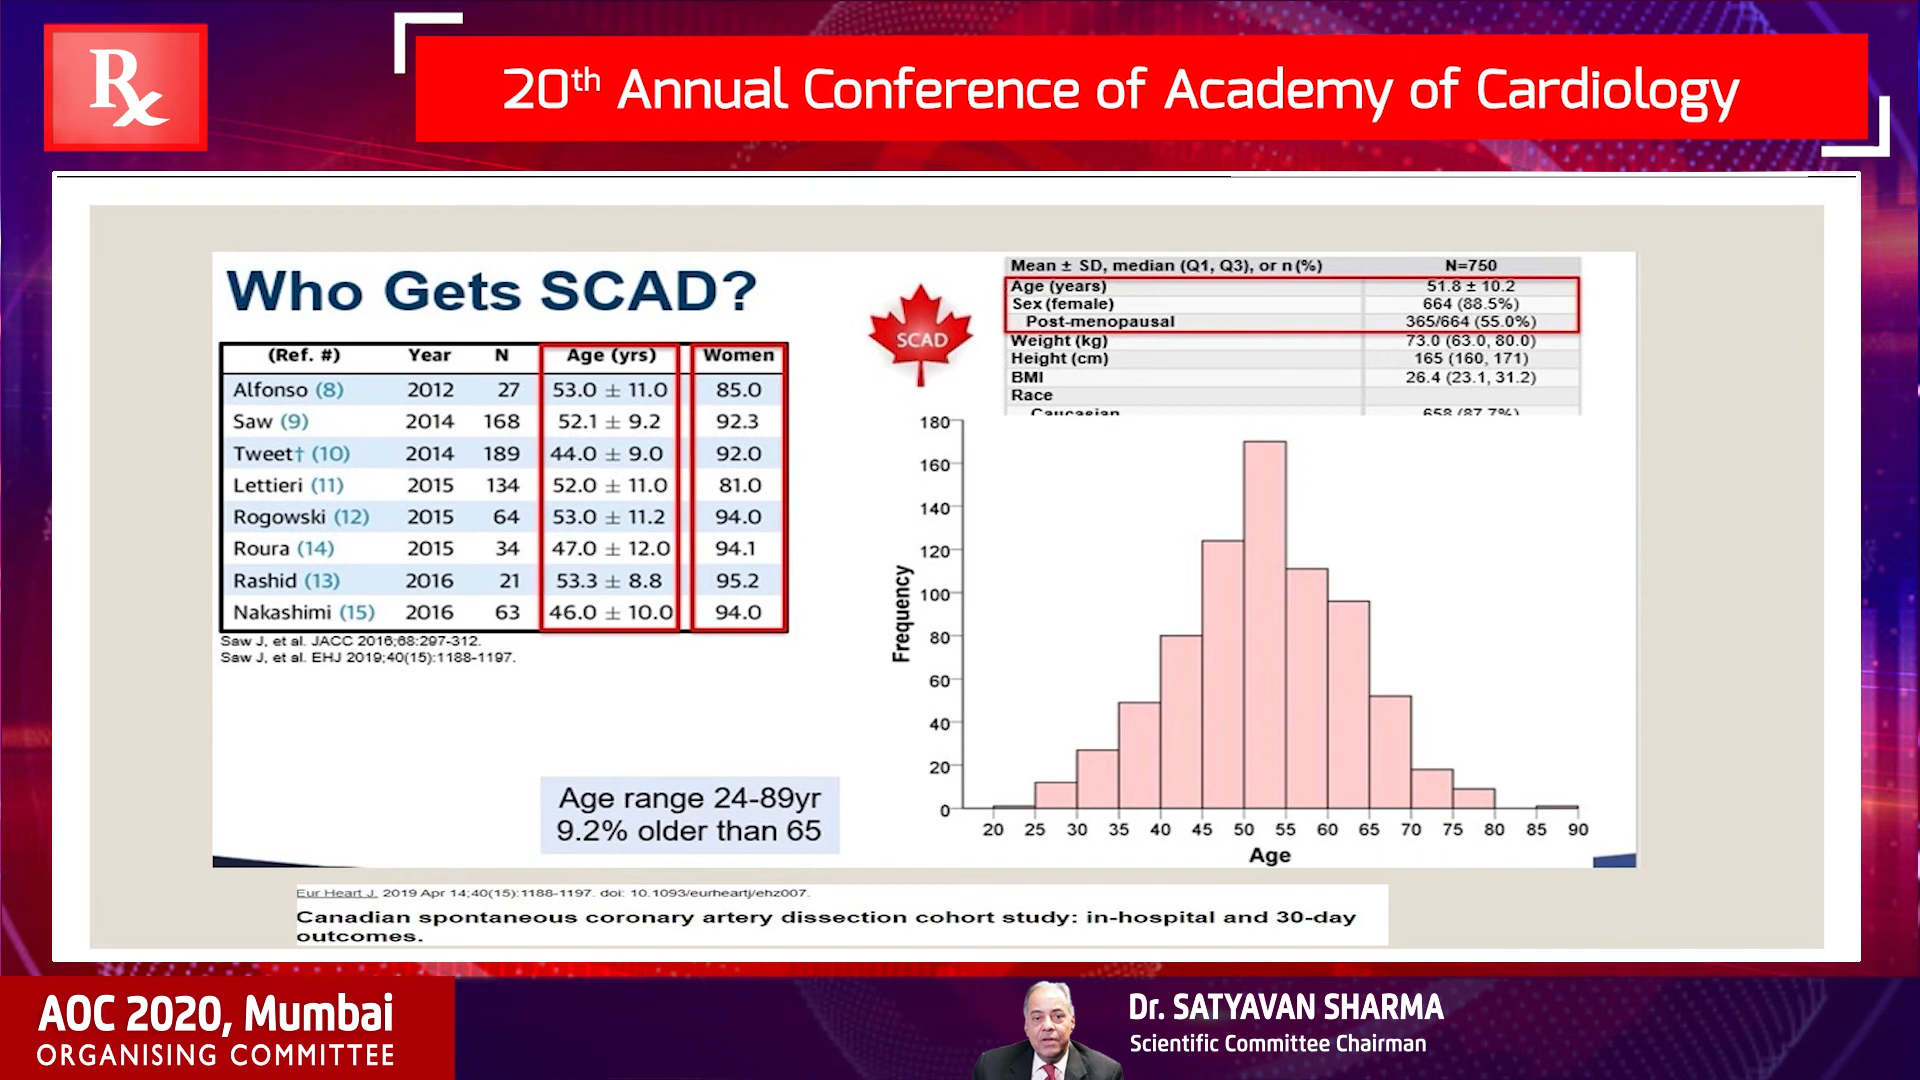 Rx
20th Annual Conference of Academy of Cardiology
Who Gets SCAD?
(Ref. #) Year N Age (yrs) Women
Alfonso (8) 2012 27 53.0 ± 11.0 85.0
Saw (9) 2014 168 52.1 ± 9.2 92.3
Tweet† (10) 2014 189 44.0 ± 9.0 92.0
Lettieri (11) 2015 134 52.0 ± 11.0 81.0
Rogowski (12) 2015 64 53.0 ± 11.2 94.0
Roura (14) 2015 34 47.0 ± 12.0 94.1
Rashid (13) 2016 21 53.3 ± 8.8 95.2
Nakashimi (15) 2016 63 46.0 ± 10.0 94.0
Saw J, et al. JACC 2016;68:297-312.
Saw J, et al. EHJ 2019;40(15):1188-1197.
Age range 24-89yr
9.2% older than 65
SCAD
Mean ± SD, median (Q1, Q3), or n (%) N=750
Age (years) 51.8 ± 10.2
Sex (female) 664 (88.5%)
Post-menopausal 365/664 (55.0%)
Weight (kg) 73.0 (63.0, 80.0)
Height (cm) 165 (160, 171)
BMI 26.4 (23.1, 31.2)
Race
Caucasian 658 (87.7%)
Frequency
180
160
140
120
100
80
60
40
20
0
20 25 30 35 40 45 50 55 60 65 70 75 80 85 90
Age
Eur Heart J. 2019 Apr 14;40(15):1188-1197. doi: 10.1093/eurheartj/ehz007.
Canadian spontaneous coronary artery dissection cohort study: in-hospital and 30-day
outcomes.
AOC 2020, Mumbai
ORGANISING COMMITTEE
Dr. SATYAVAN SHARMA
Scientific Committee Chairman